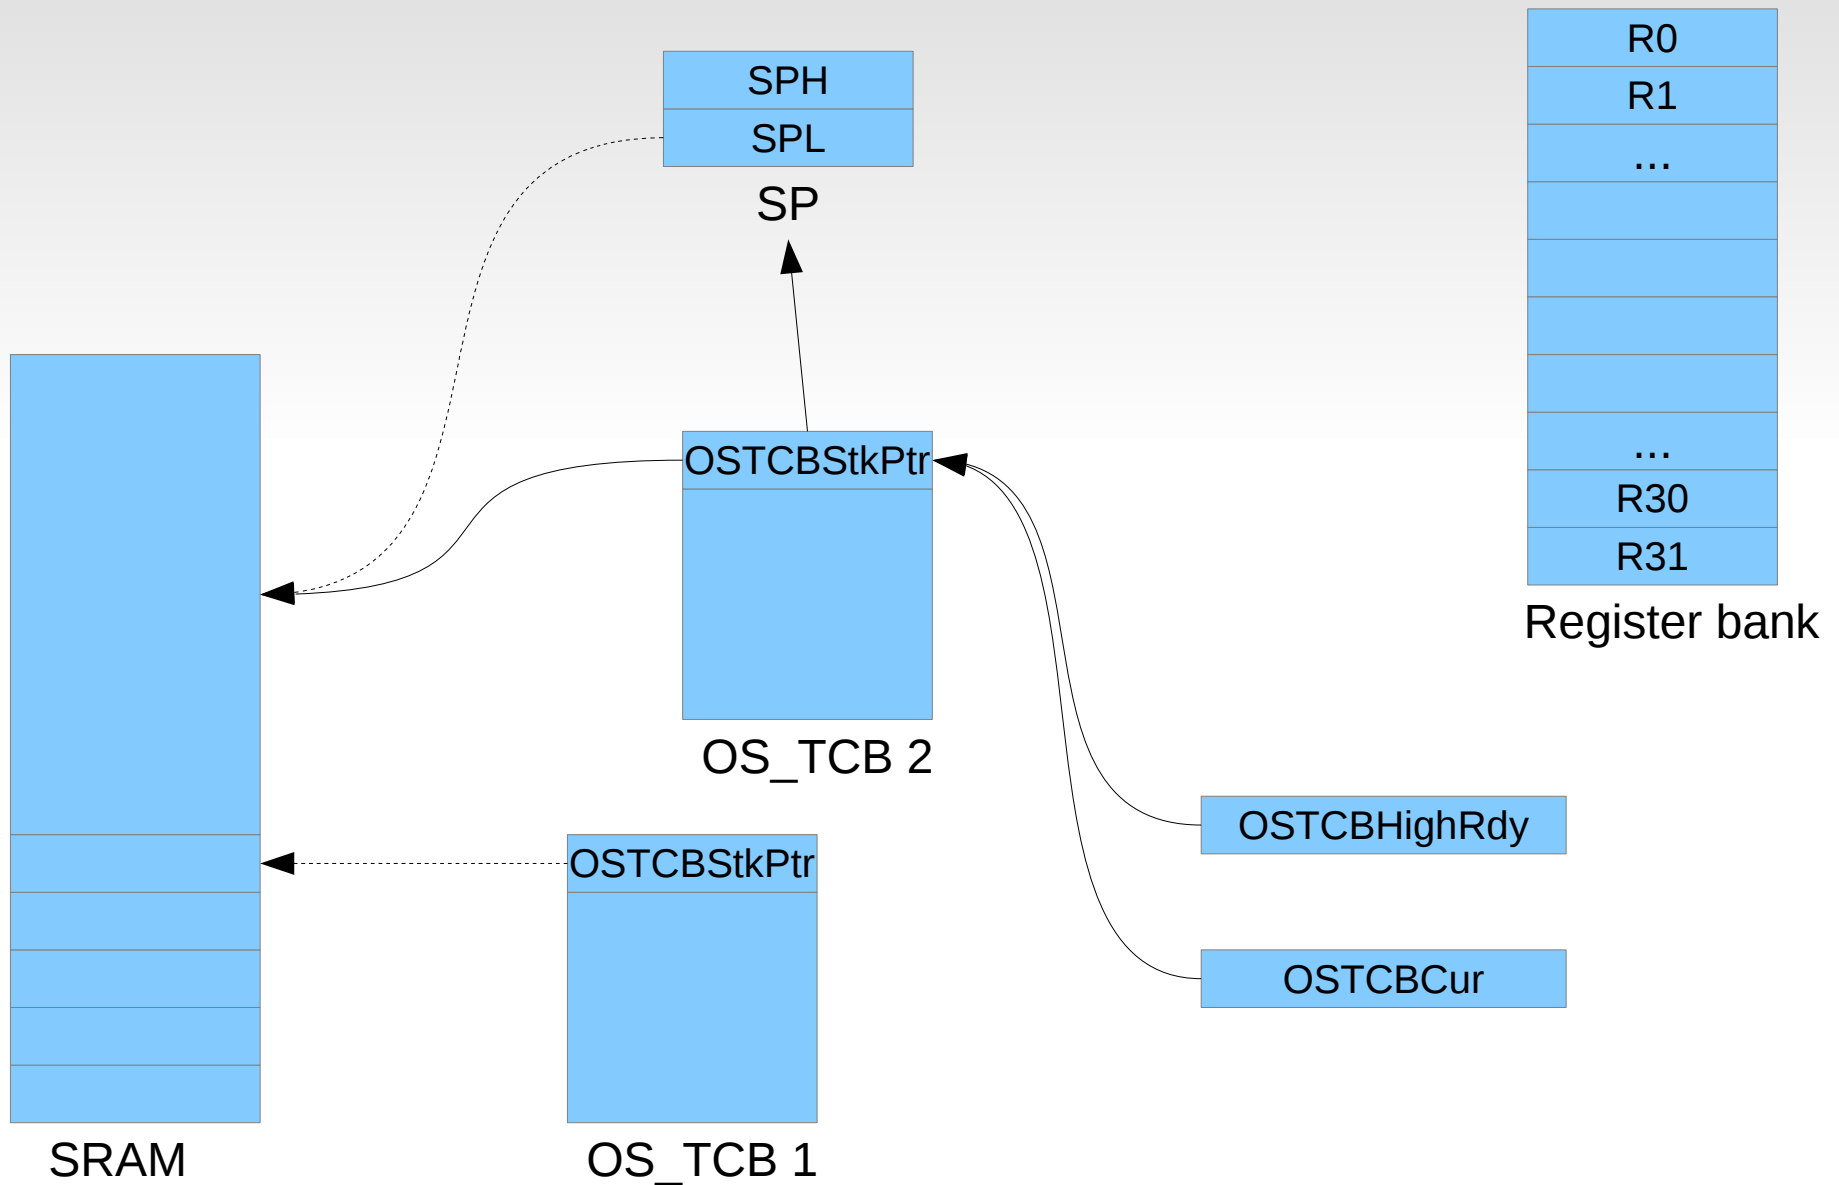 SPH
SPL
SP
R0
R1
...
...
R30
R31
Register bank
OSTCBStkPtr
OS_TCB 2
OSTCBHighRdy
OSTCBStkPtr
OSTCBCur
SRAM
OS_TCB 1